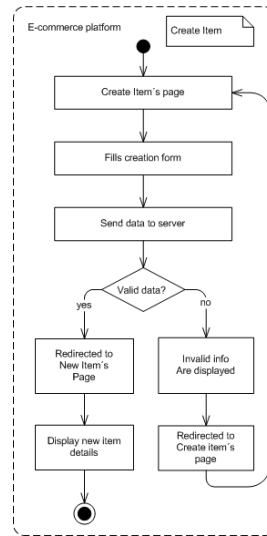 E-commerce platform
Create Item
Create Item´s page
Fills creation form
Send data to server
Valid data?
yes
no
Redirected to
New Item´s
Page
Invalid info
Are displayed
Display new item
details
Redirected to
Create item´s
page